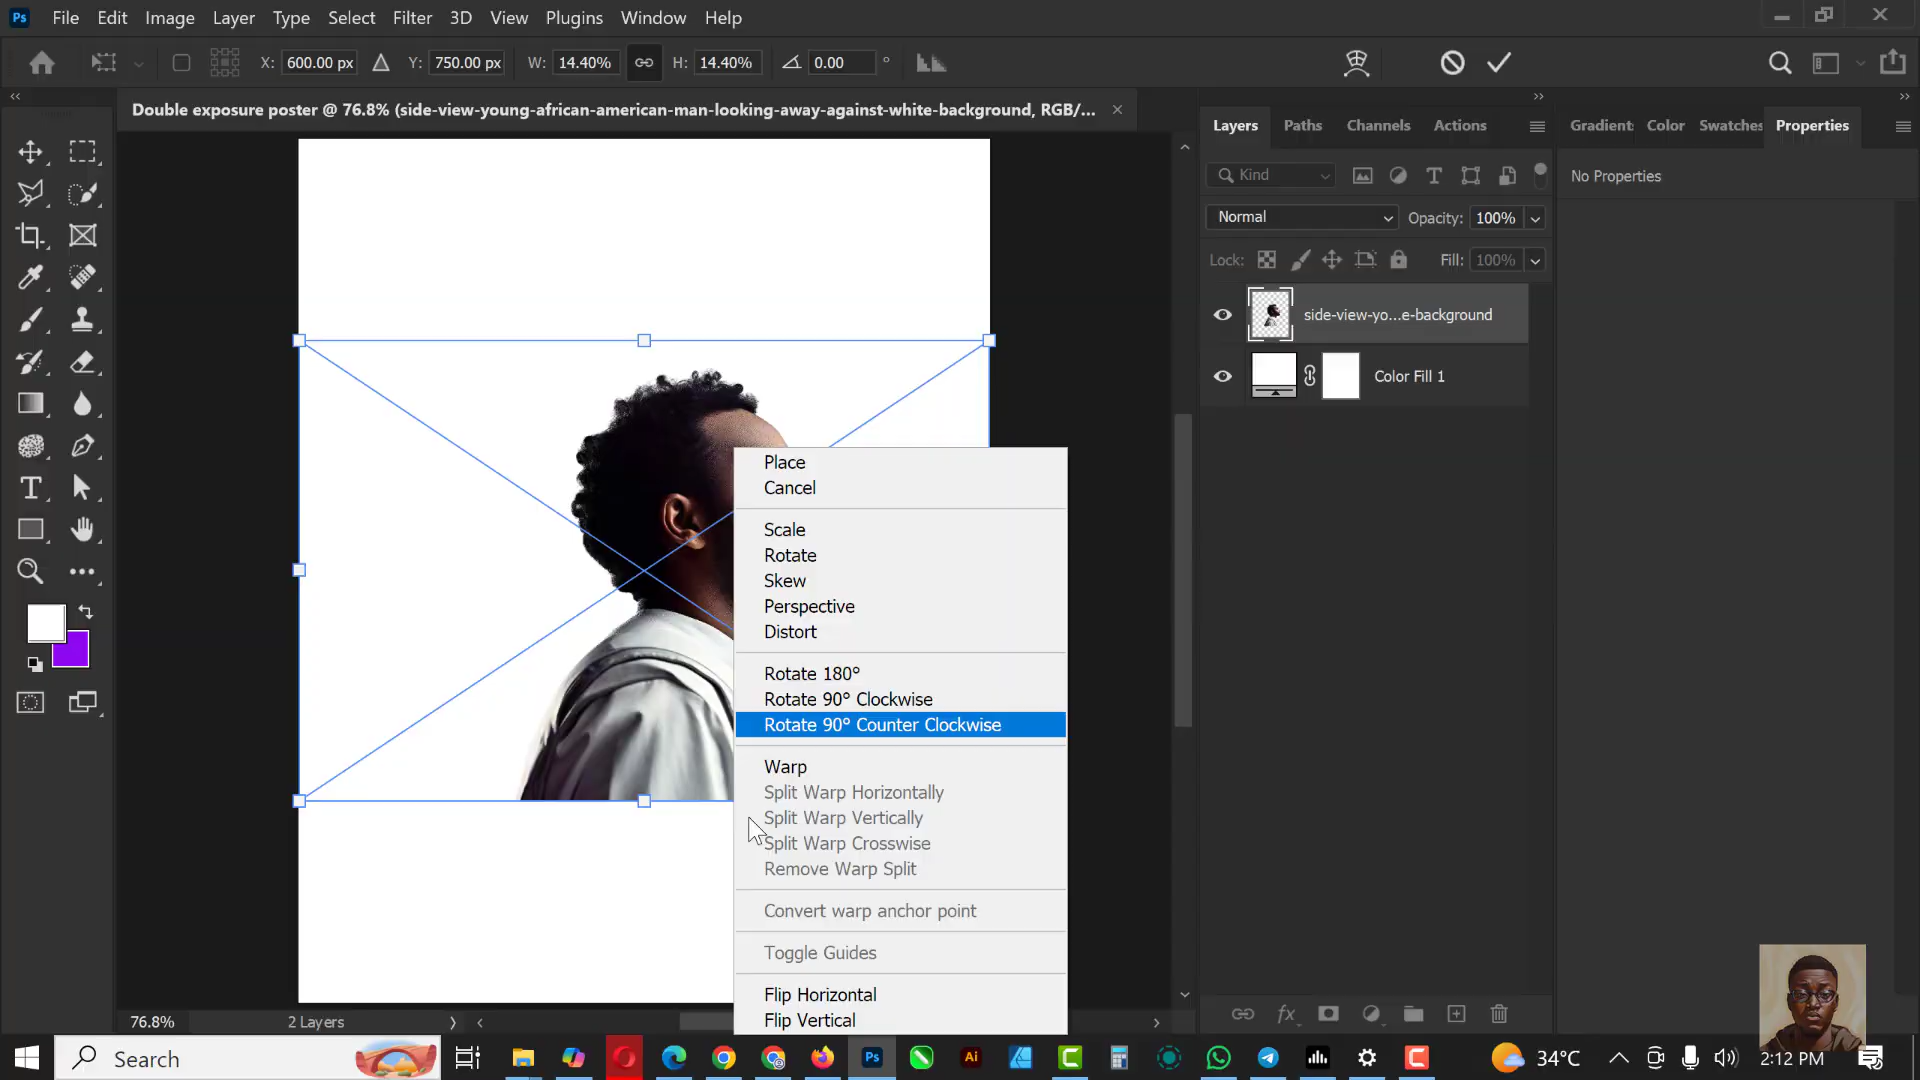 Ps File Edit Image Layer Type Select Filter 3D View Plugins Window Help
X: 600.00 px Y: 750.00 px W: 14.40% H: 14.40% 0.00 °
Double exposure poster @ 76.8% (side-view-young-african-american-man-looking-away-against-white-background, RGB/...
Layers Paths Channels Actions
Color Swatches Properties
Kind
No Properties
Normal Opacity: 100%
Lock: Fill: 100%
side-view-yo...e-background
Color Fill 1
Place
Cancel
Scale
Rotate
Skew
Perspective
Distort
Rotate 180°
Rotate 90° Clockwise
Rotate 90° Counter Clockwise
Warp
Split Warp Horizontally
Split Warp Vertically
Split Warp Crosswise
Remove Warp Split
Convert warp anchor point
Toggle Guides
Flip Horizontal
Flip Vertical
fx
76.8% 2 Layers
Search Ps Ai 34°C 2:12 PM